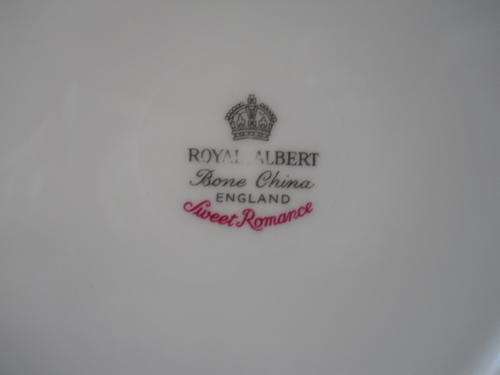 ROYAL ALBERT
Bone China
ENGLAND
Sweet Romance